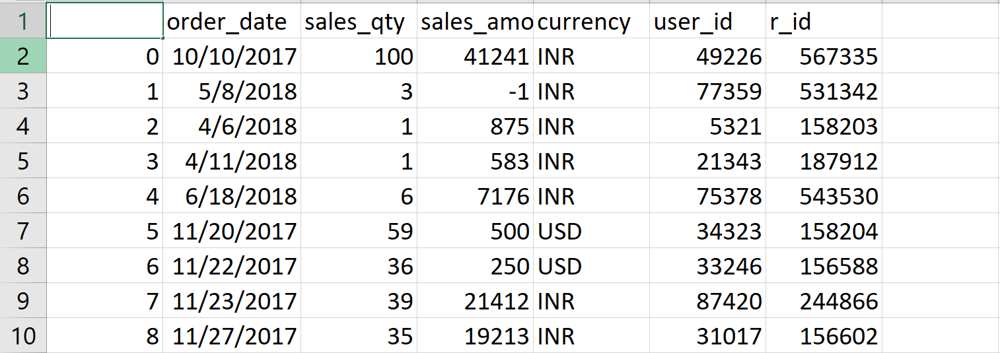 1 order_date sales_qty sales_amo currency user_id r_id
2 0 10/10/2017 100 41241 INR 49226 567335
3 1 5/8/2018 3 -1 INR 77359 531342
4 2 4/6/2018 1 875 INR 5321 158203
5 3 4/11/2018 1 583 INR 21343 187912
6 4 6/18/2018 6 7176 INR 75378 543530
7 5 11/20/2017 59 500 USD 34323 158204
8 6 11/22/2017 36 250 USD 33246 156588
9 7 11/23/2017 39 21412 INR 87420 244866
10 8 11/27/2017 35 19213 INR 31017 156602